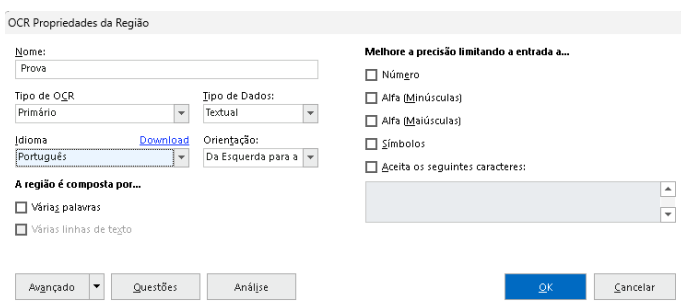 OCR Propriedades da Região
Nome:
Prova
Tipo de OCR
Tipo de Dados:
Primário
Textual
Idioma
Download
Orientação:
Português
Da Esquerda para a
A região é composta por...
Várias palavras
Várias linhas de texto
Melhore a precisão limitando a entrada a...
Número
Alfa (Minúsculas)
Alfa (Maiúsculas)
Símbolos
Aceita os seguintes caracteres:
Avançado
Questões
Análise
OK
Cancelar